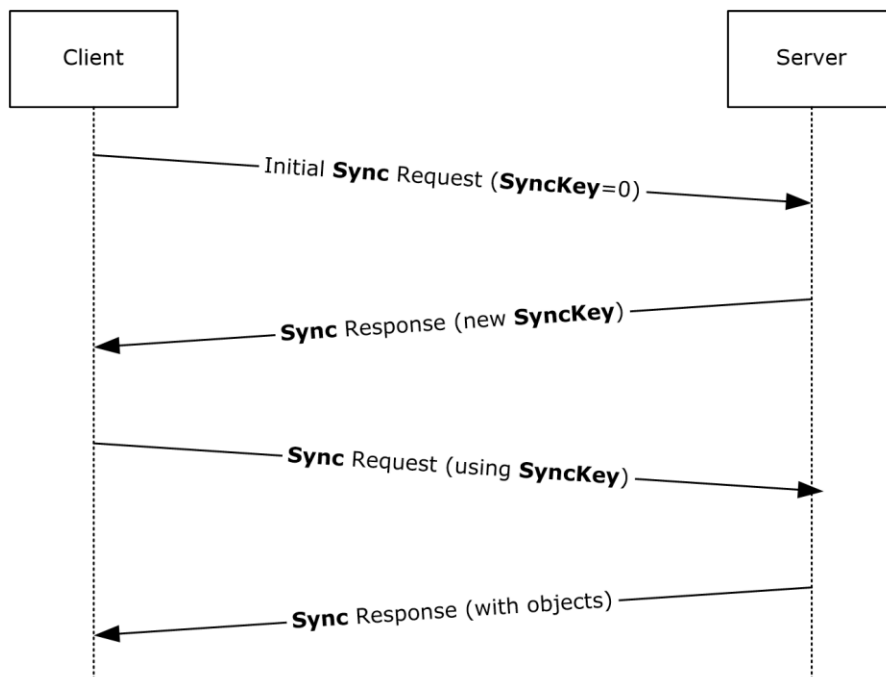 Client
Server
Initial Sync Request (SyncKey=0)
Sync Response (new SyncKey)
Sync Request (using SyncKey)
Sync Response (with objects)